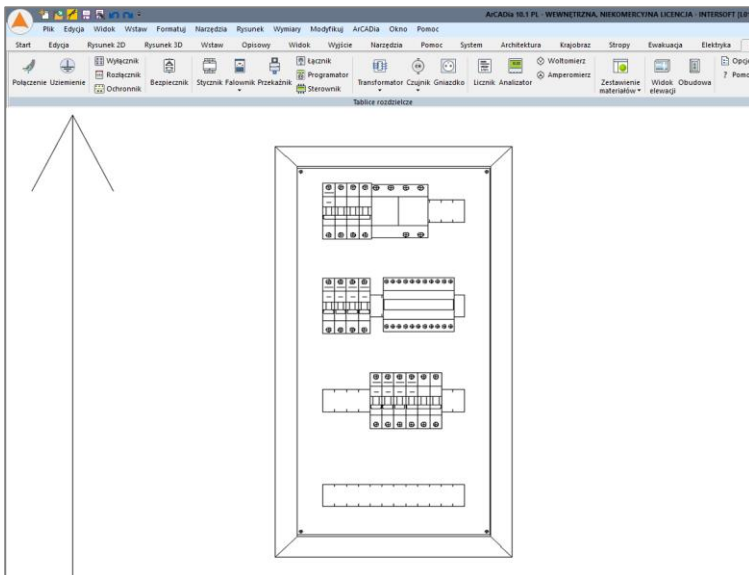 ArCADia 10.1 PL - WEWNĘTRZNA, NIEKOMERCYJNA LICENCJA - INTERSOFT [L01
Plik Edycja Widok Wstaw Formatuj Narzędzia Rysunek Wymiary Modyfikuj ArCADia Okno Pomoc
Start Edycja Rysunek 2D Rysunek 3D Wstaw Opisowy Widok Wyjście Narzędzia Pomoc System Architektura Krajobraz Stropy Ewakuacja Elektryka
Wyłącznik Łącznik Woltomierz Opcje
Rozłącznik Programator Amperomierz ? Pomo
Ochronnik Sterownik
Połączenie Uziemienie Bezpiecznik Stycznik Falownik Przekaźnik Transformator Czujnik Gniazdko Licznik Analizator Zestawienie materiałów Widok elewacji Obudowa
Tablice rozdzielcze